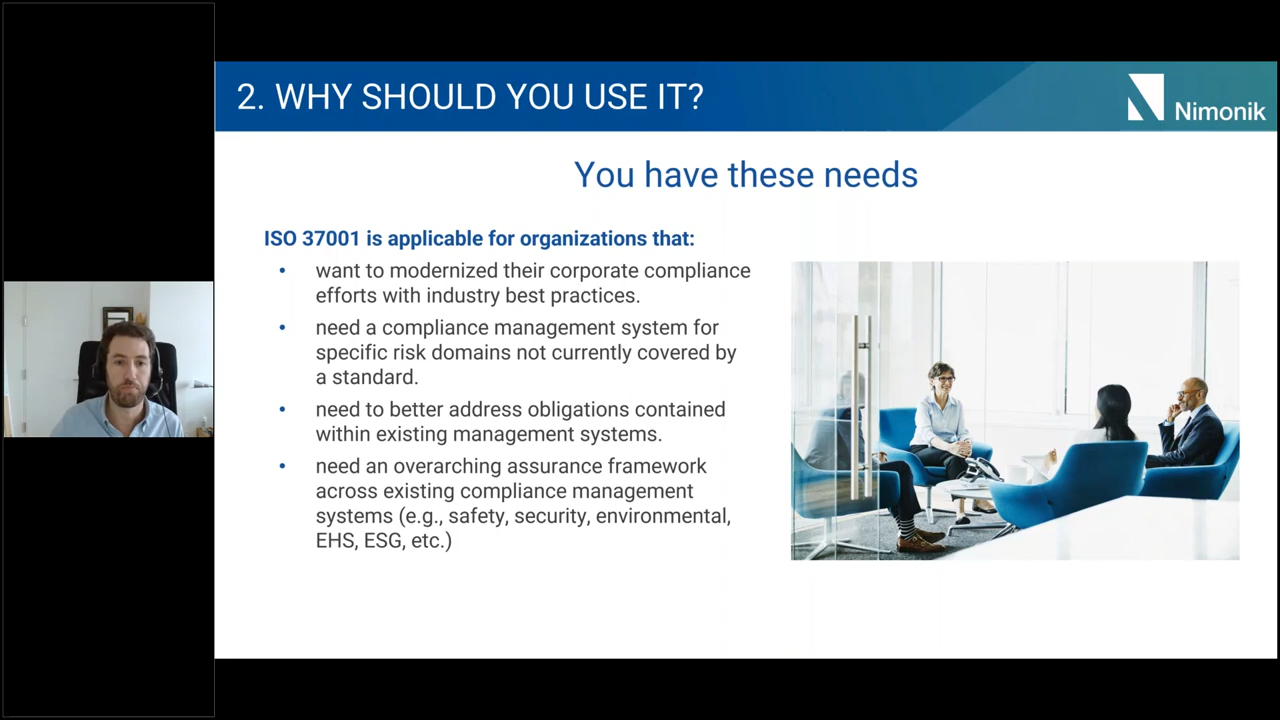 2. WHY SHOULD YOU USE IT?
Nimonik
You have these needs
ISO 37001 is applicable for organizations that:
• want to modernized their corporate compliance
efforts with industry best practices.
• need a compliance management system for
specific risk domains not currently covered by
a standard.
• need to better address obligations contained
within existing management systems.
• need an overarching assurance framework
across existing compliance management
systems (e.g., safety, security, environmental,
EHS, ESG, etc.)